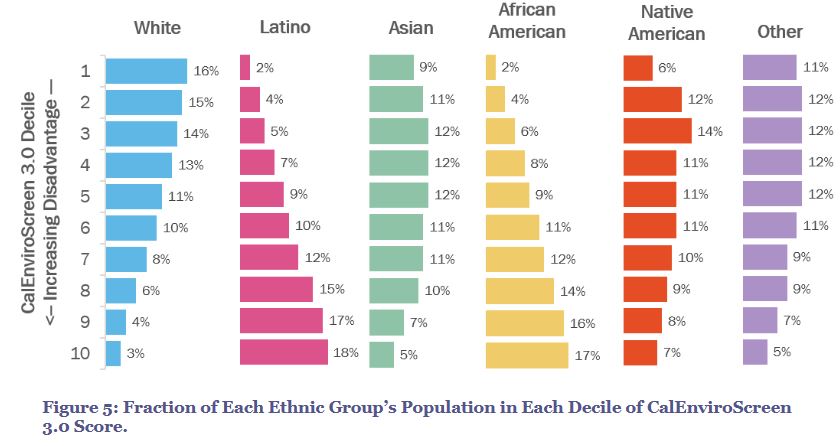 White Latino Asian African American Native American Other
1 16% 2% 9% 2% 6% 11%
2 15% 4% 11% 4% 12% 12%
3 14% 5% 12% 6% 14% 12%
4 13% 7% 12% 8% 11% 12%
5 11% 9% 12% 9% 11% 12%
6 10% 10% 11% 11% 11% 11%
7 8% 12% 11% 12% 10% 9%
8 6% 15% 10% 14% 9% 9%
9 4% 17% 7% 16% 8% 7%
10 3% 18% 5% 17% 7% 5%
CalEnviroScreen 3.0 Decile
<– Increasing Disadvantage —
Figure 5: Fraction of Each Ethnic Group's Population in Each Decile of CalEnviroScreen
3.0 Score.